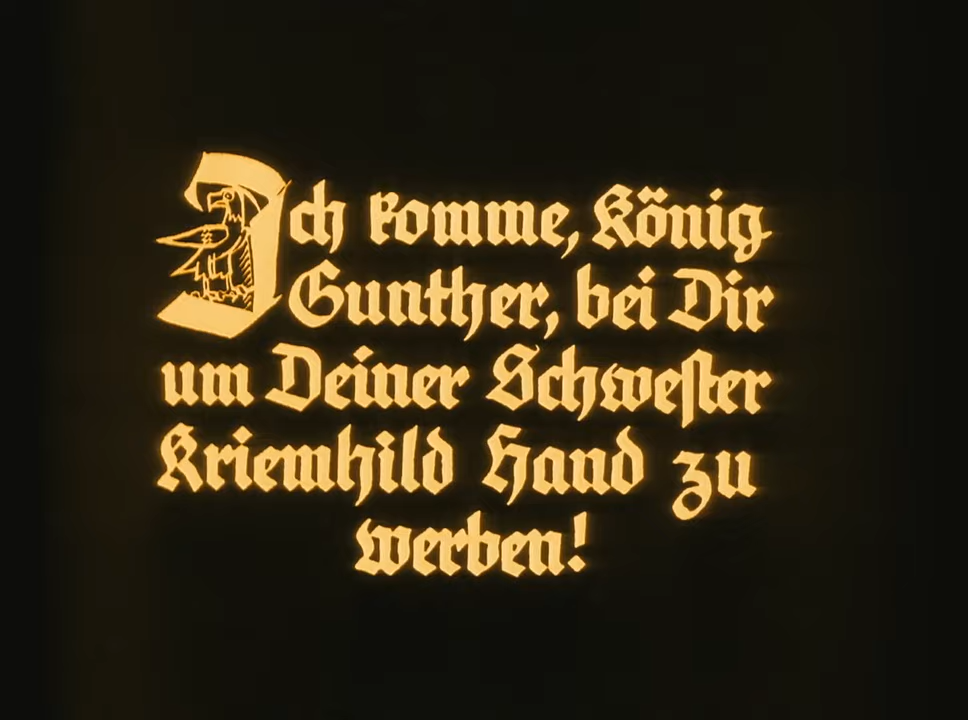 Ich komme, König
Gunther, bei Dir
um Deiner Schweſter
Kriemhild Hand zu
werben!